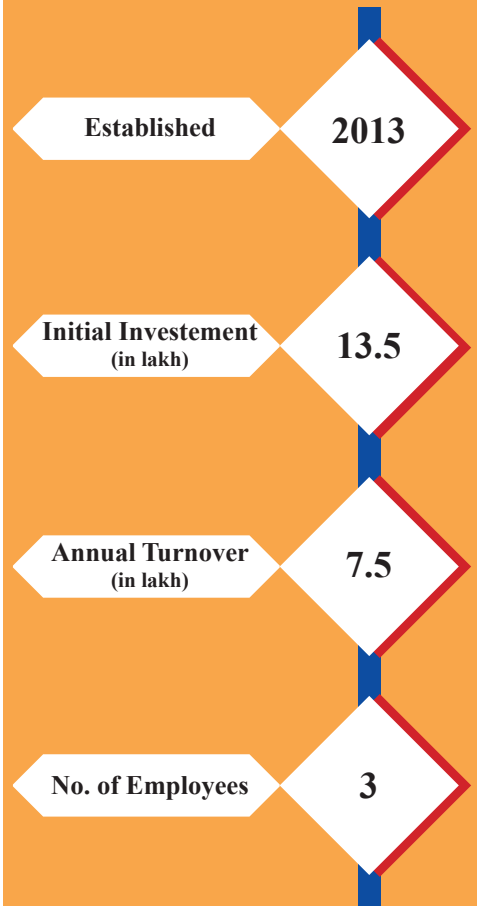 Established
2013
Initial Investement
(in lakh)
13.5
Annual Turnover
(in lakh)
7.5
No. of Employees
3